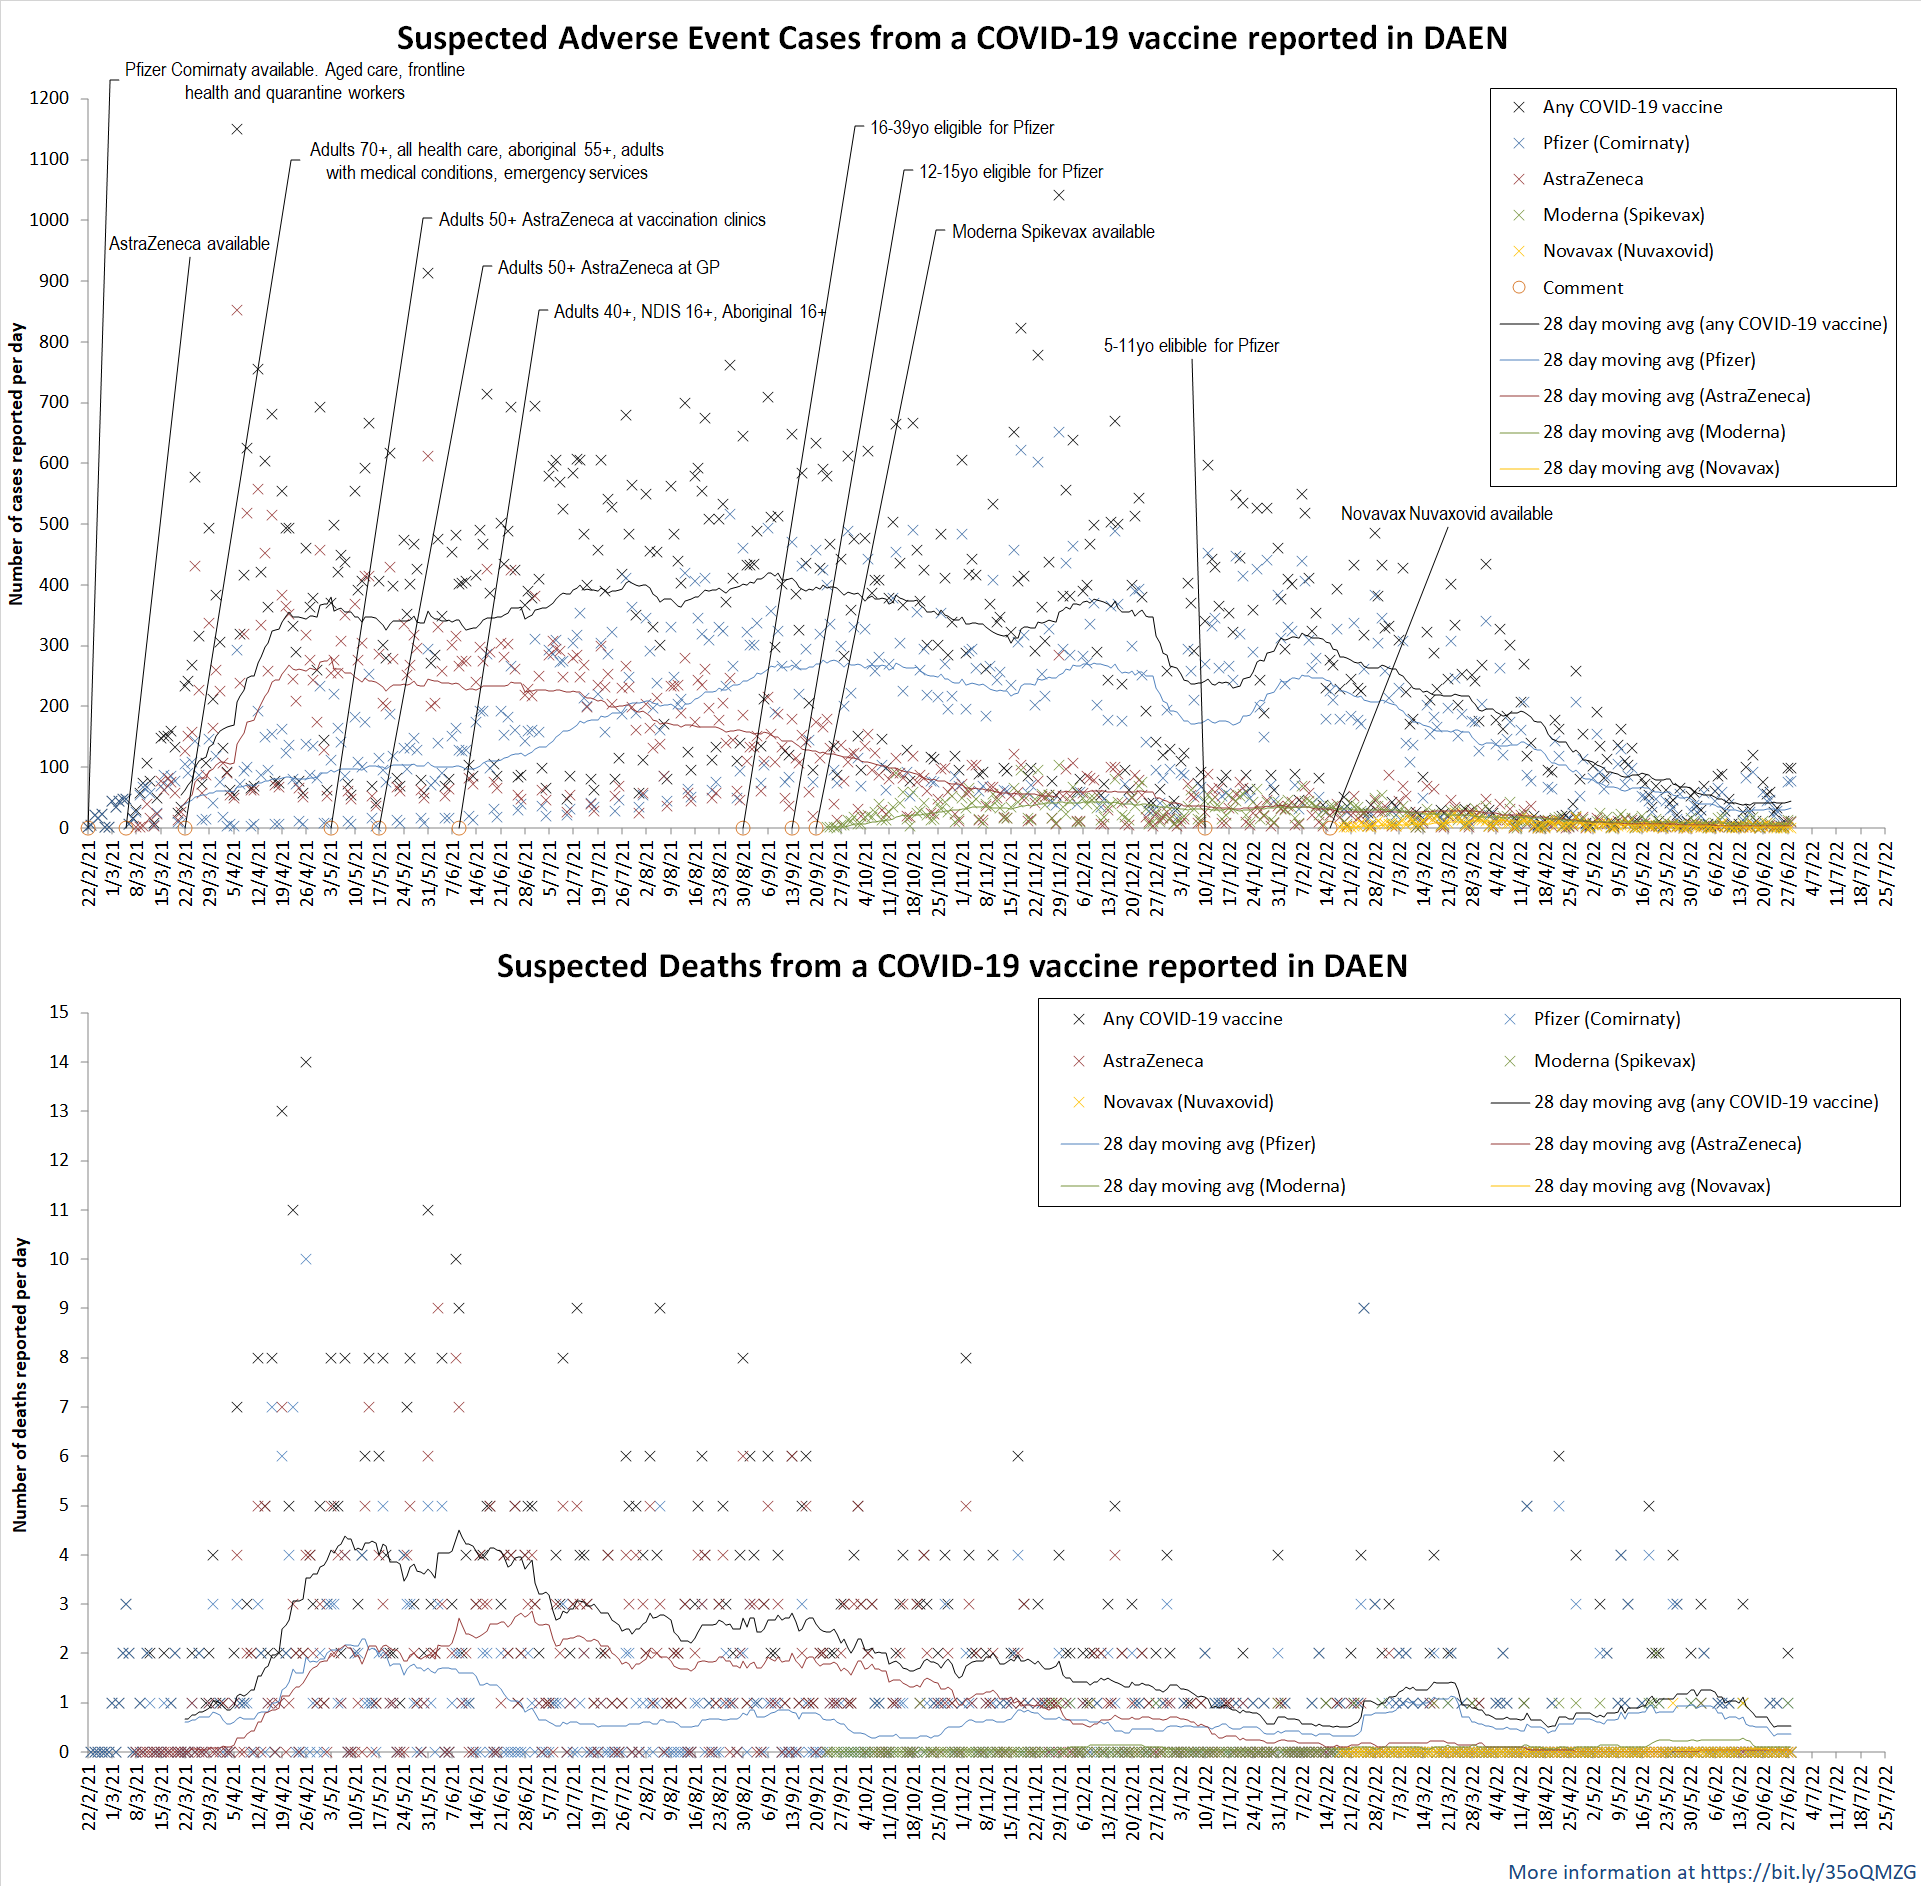 Suspected Adverse Event Cases from a COVID-19 vaccine reported in DAEN
Pfizer Comirnaty available. Aged care, frontline
health and quarantine workers
Adults 70+, all health care, aboriginal 55+, adults
with medical conditions, emergency services
AstraZeneca available
Adults 50+ AstraZeneca at vaccination clinics
Adults 50+ AstraZeneca at GP
Adults 40+, NDIS 16+, Aboriginal 16+
16-39yo eligible for Pfizer
12-15yo eligible for Pfizer
Moderna Spikevax available
5-11yo elibible for Pfizer
Novavax Nuvaxovid available
Any COVID-19 vaccine
Pfizer (Comirnaty)
AstraZeneca
Moderna (Spikevax)
Novavax (Nuvaxovid)
Comment
28 day moving avg (any COVID-19 vaccine)
28 day moving avg (Pfizer)
28 day moving avg (AstraZeneca)
28 day moving avg (Moderna)
28 day moving avg (Novavax)
Number of cases reported per day
1200
1100
1000
900
800
700
600
500
400
300
200
100
0
22/2/21 1/3/21 8/3/21 15/3/21 22/3/21 29/3/21 5/4/21 12/4/21 19/4/21 26/4/21 3/5/21 10/5/21 17/5/21 24/5/21 31/5/21 7/6/21 14/6/21 21/6/21 28/6/21 5/7/21 12/7/21 19/7/21 26/7/21 2/8/21 9/8/21 16/8/21 23/8/21 30/8/21 6/9/21 13/9/21 20/9/21 27/9/21 4/10/21 11/10/21 18/10/21 25/10/21 1/11/21 8/11/21 15/11/21 22/11/21 29/11/21 6/12/21 13/12/21 20/12/21 27/12/21 3/1/22 10/1/22 17/1/22 24/1/22 31/1/22 7/2/22 14/2/22 21/2/22 28/2/22 7/3/22 14/3/22 21/3/22 28/3/22 4/4/22 11/4/22 18/4/22 25/4/22 2/5/22 9/5/22 16/5/22 23/5/22 30/5/22 6/6/22 13/6/22 20/6/22 27/6/22 4/7/22 11/7/22 18/7/22 25/7/22
Suspected Deaths from a COVID-19 vaccine reported in DAEN
Any COVID-19 vaccine Pfizer (Comirnaty)
AstraZeneca Moderna (Spikevax)
Novavax (Nuvaxovid) 28 day moving avg (any COVID-19 vaccine)
28 day moving avg (Pfizer) 28 day moving avg (AstraZeneca)
28 day moving avg (Moderna) 28 day moving avg (Novavax)
Number of deaths reported per day
15
14
13
12
11
10
9
8
7
6
5
4
3
2
1
0
22/2/21 1/3/21 8/3/21 15/3/21 22/3/21 29/3/21 5/4/21 12/4/21 19/4/21 26/4/21 3/5/21 10/5/21 17/5/21 24/5/21 31/5/21 7/6/21 14/6/21 21/6/21 28/6/21 5/7/21 12/7/21 19/7/21 26/7/21 2/8/21 9/8/21 16/8/21 23/8/21 30/8/21 6/9/21 13/9/21 20/9/21 27/9/21 4/10/21 11/10/21 18/10/21 25/10/21 1/11/21 8/11/21 15/11/21 22/11/21 29/11/21 6/12/21 13/12/21 20/12/21 27/12/21 3/1/22 10/1/22 17/1/22 24/1/22 31/1/22 7/2/22 14/2/22 21/2/22 28/2/22 7/3/22 14/3/22 21/3/22 28/3/22 4/4/22 11/4/22 18/4/22 25/4/22 2/5/22 9/5/22 16/5/22 23/5/22 30/5/22 6/6/22 13/6/22 20/6/22 27/6/22 4/7/22 11/7/22 18/7/22 25/7/22
More information at https://bit.ly/35oQMZG